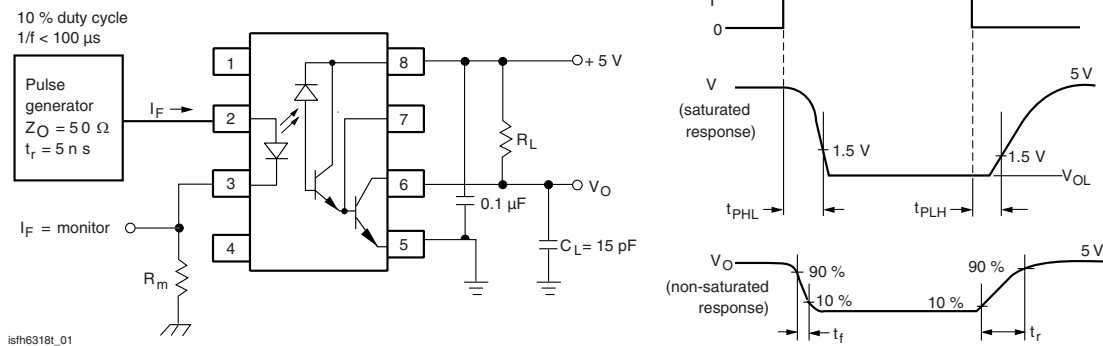 10 % duty cycle
1/f < 100 µs
Pulse
generator
Z_O = 50 Ω
t_r = 5 n s
I_F
1
2
3
4
8
7
6
5
+ 5 V
R_L
V_O
0.1 µF
C_L = 15 pF
I_F = monitor
R_m
isfh6318t_01
0
V
(saturated
response)
5 V
1.5 V
1.5 V
V_OL
t_PHL
t_PLH
V_O
(non-saturated
response)
90 %
10 %
t_f
90 %
10 %
t_r
5 V